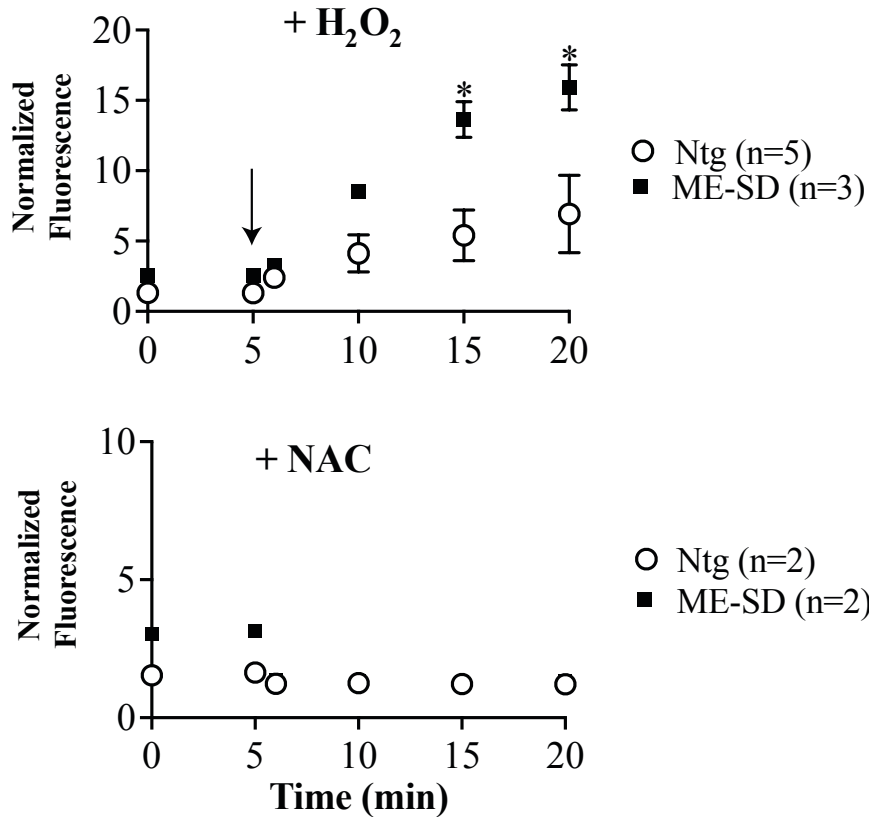 + H₂O₂
Normalized
Fluorescence
20
15
10
5
0
* *
0 5 10 15 20
Ntg (n=5)
ME-SD (n=3)
+ NAC
Normalized
Fluorescence
10
5
0
0 5 10 15 20
Time (min)
Ntg (n=2)
ME-SD (n=2)